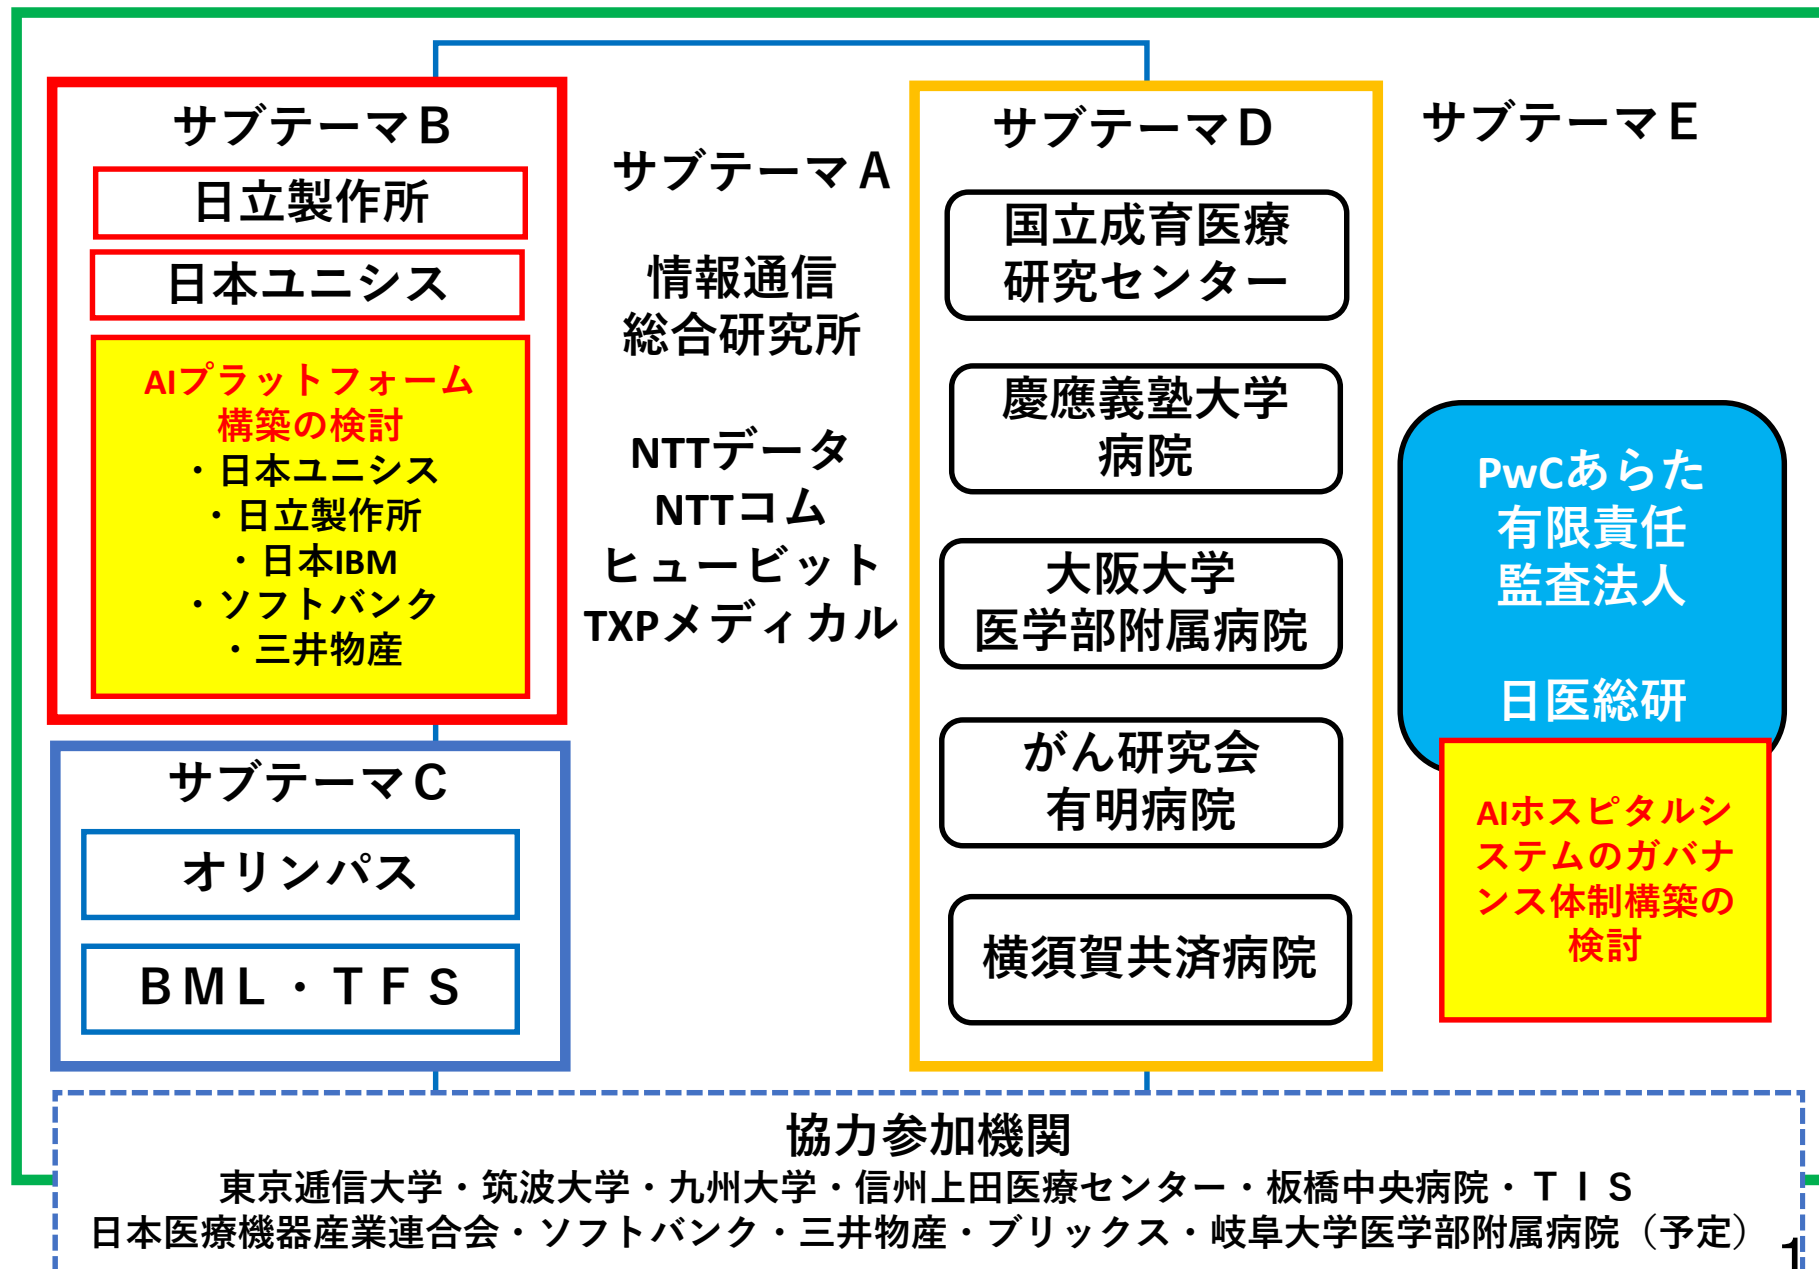 サブテーマB
日立製作所
日本ユニシス
AIプラットフォーム
構築の検討
・日本ユニシス
・日立製作所
・日本IBM
・ソフトバンク
・三井物産
サブテーマC
オリンパス
BML・TFS
サブテーマA
情報通信
総合研究所
NTTデータ
NTTコム
ヒュービット
TXPメディカル
サブテーマD
国立成育医療
研究センター
慶應義塾大学
病院
大阪大学
医学部附属病院
がん研究会
有明病院
横須賀共済病院
サブテーマE
PwCあらた
有限責任
監査法人
日医総研
AIホスピタルシ
ステムのガバナ
ンス体制構築の
検討
協力参加機関
東京通信大学・筑波大学・九州大学・信州上田医療センター・板橋中央病院・TIS
日本医療機器産業連合会・ソフトバンク・三井物産・ブリックス・岐阜大学医学部附属病院（予定）
1